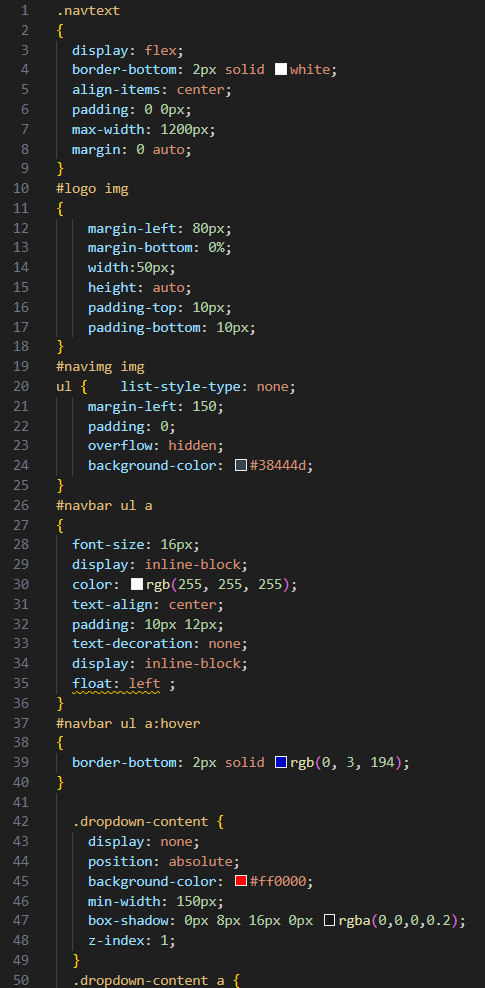 1 .navtext
2 {
3 display: flex;
4 border-bottom: 2px solid white;
5 align-items: center;
6 padding: 0 0px;
7 max-width: 1200px;
8 margin: 0 auto;
9 }
10 #logo img
11 {
12 margin-left: 80px;
13 margin-bottom: 0%;
14 width:50px;
15 height: auto;
16 padding-top: 10px;
17 padding-bottom: 10px;
18 }
19 #navimg img
20 ul { list-style-type: none;
21 margin-left: 150;
22 padding: 0;
23 overflow: hidden;
24 background-color: #38444d;
25 }
26 #navbar ul a
27 {
28 font-size: 16px;
29 display: inline-block;
30 color: rgb(255, 255, 255);
31 text-align: center;
32 padding: 10px 12px;
33 text-decoration: none;
34 display: inline-block;
35 float: left ;
36 }
37 #navbar ul a:hover
38 {
39 border-bottom: 2px solid rgb(0, 3, 194);
40 }
41
42 .dropdown-content {
43 display: none;
44 position: absolute;
45 background-color: #ff0000;
46 min-width: 150px;
47 box-shadow: 0px 8px 16px 0px rgba(0,0,0,0.2);
48 z-index: 1;
49 }
50 .dropdown-content a {